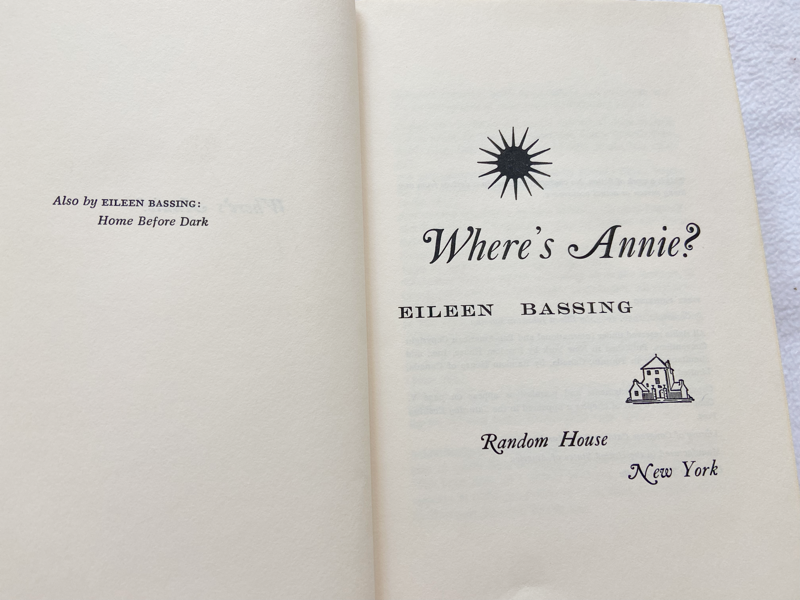 Also by EILEEN BASSING:
Home Before Dark
Where's Annie?
EILEEN BASSING
Random House
New York